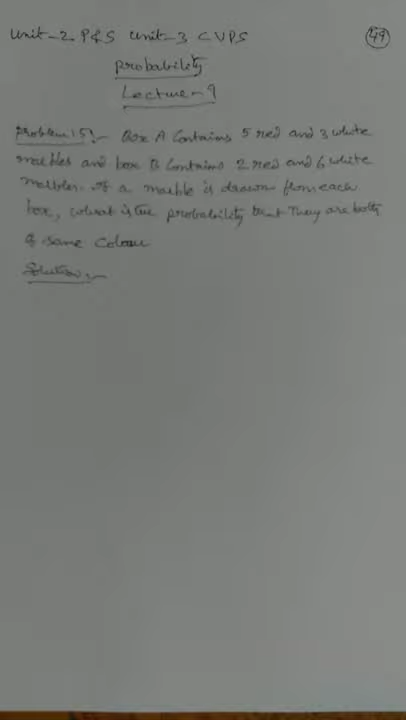 Unit-2 P&S Unit-3 CVPS
49
Probability
Lecture-9
Problem 15:- Box A Contains 5 red and 3 white
marbles and box B Contains 2 red and 6 white
marbles. If a marble is drawn from each
box, what is the probability that They are both
of same Colour
Solution:-